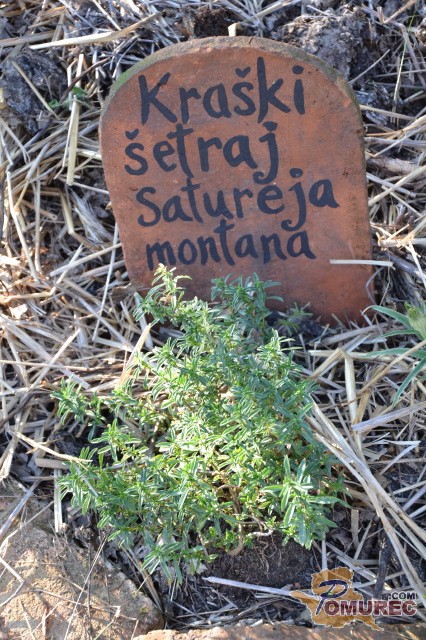 Kraški
šetraj
Satureja
montana
POMUREC.COM